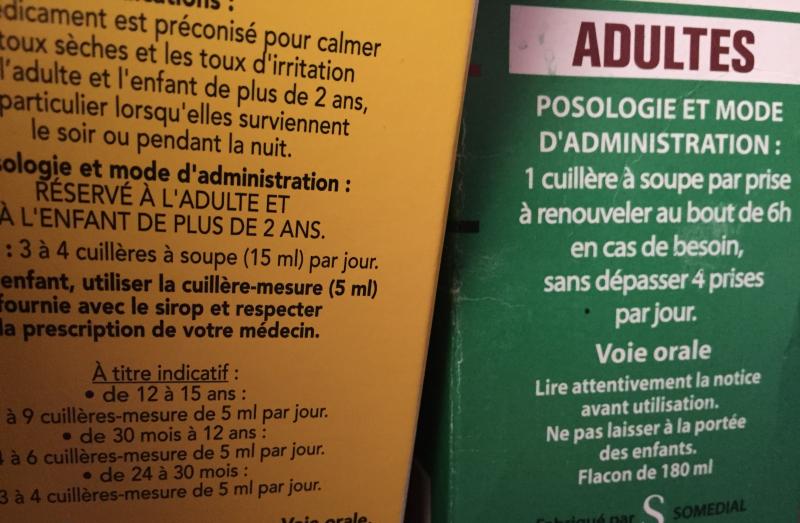 :
médicament est préconisé pour calmer
toux sèches et les toux d'irritation
l'adulte et l'enfant de plus de 2 ans,
particulier lorsqu'elles surviennent
le soir ou pendant la nuit.
et mode d'administration :
RÉSERVÉ À L'ADULTE ET
À L'ENFANT DE PLUS DE 2 ANS.
: 3 à 4 cuillères à soupe (15 ml) par jour.
enfant, utiliser la cuillère-mesure (5 ml)
fournie avec le sirop et respecter
la prescription de votre médecin.
À titre indicatif :
• de 12 à 15 ans :
à 9 cuillères-mesure de 5 ml par jour.
• de 30 mois à 12 ans :
à 6 cuillères-mesure de 5 ml par jour.
• de 24 à 30 mois :
3 à 4 cuillères-mesure de 5 ml par jour.
Voie orale.
ADULTES
POSOLOGIE ET MODE
D'ADMINISTRATION :
1 cuillère à soupe par prise
à renouveler au bout de 6h
en cas de besoin,
sans dépasser 4 prises
par jour.
Voie orale
Lire attentivement la notice
avant utilisation.
Ne pas laisser à la portée
des enfants.
Flacon de 180 ml
Fabriqué par S SOMEDIAL